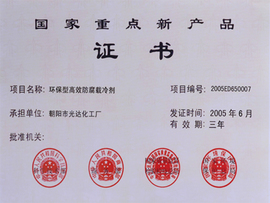 国家重点新产品
证书
项目名称：环保型高效防腐载冷剂
项目编号：2005ED650007
承担单位：朝阳市光达化工厂
发证时间：2005年6月
有效期：三年
批准机关：